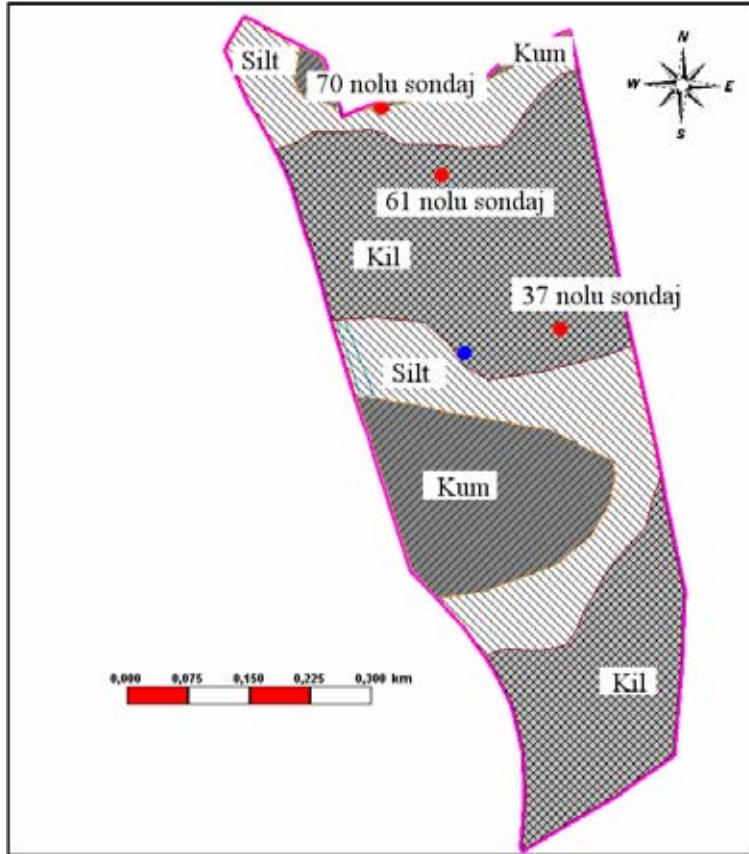 Silt
Kum
70 nolu sondaj
N
W
E
S
61 nolu sondaj
Kil
37 nolu sondaj
Silt
Kum
0,000 0,075 0,150 0,225 0,300 km
Kil